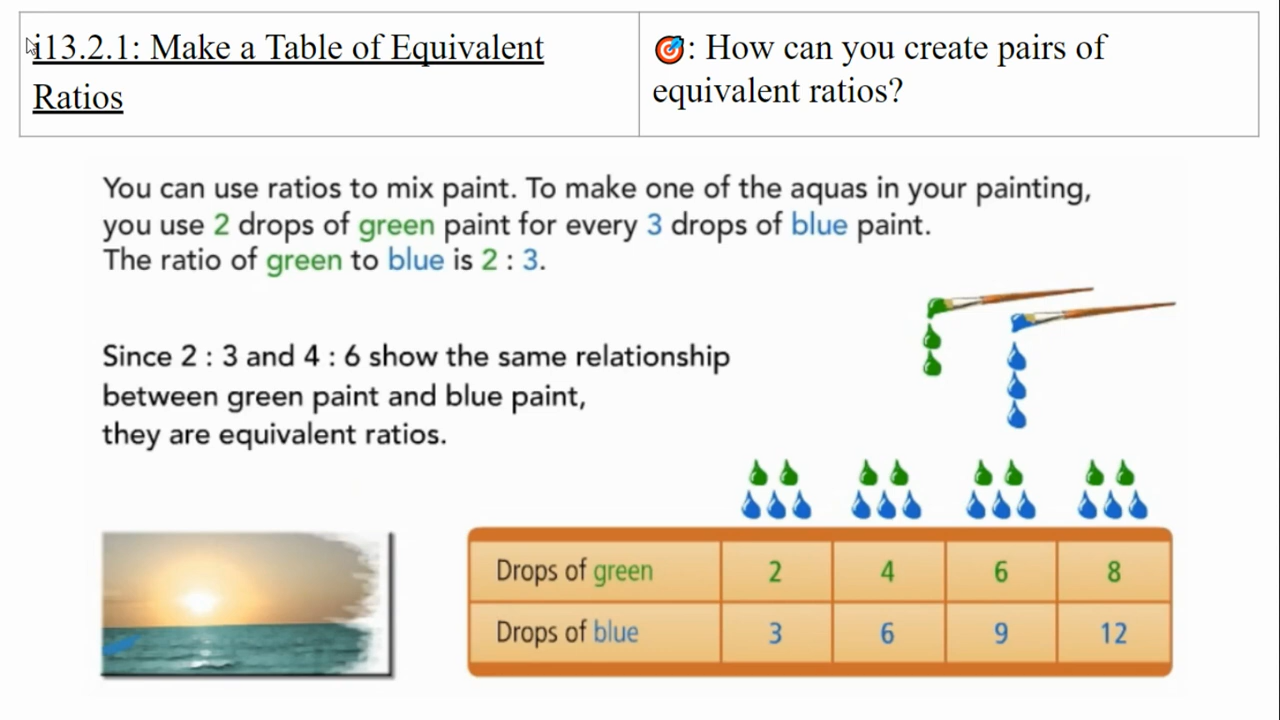 i13.2.1: Make a Table of Equivalent
Ratios
🎯: How can you create pairs of
equivalent ratios?
You can use ratios to mix paint. To make one of the aquas in your painting,
you use 2 drops of green paint for every 3 drops of blue paint.
The ratio of green to blue is 2 : 3.
Since 2 : 3 and 4 : 6 show the same relationship
between green paint and blue paint,
they are equivalent ratios.
Drops of green 2 4 6 8
Drops of blue 3 6 9 12